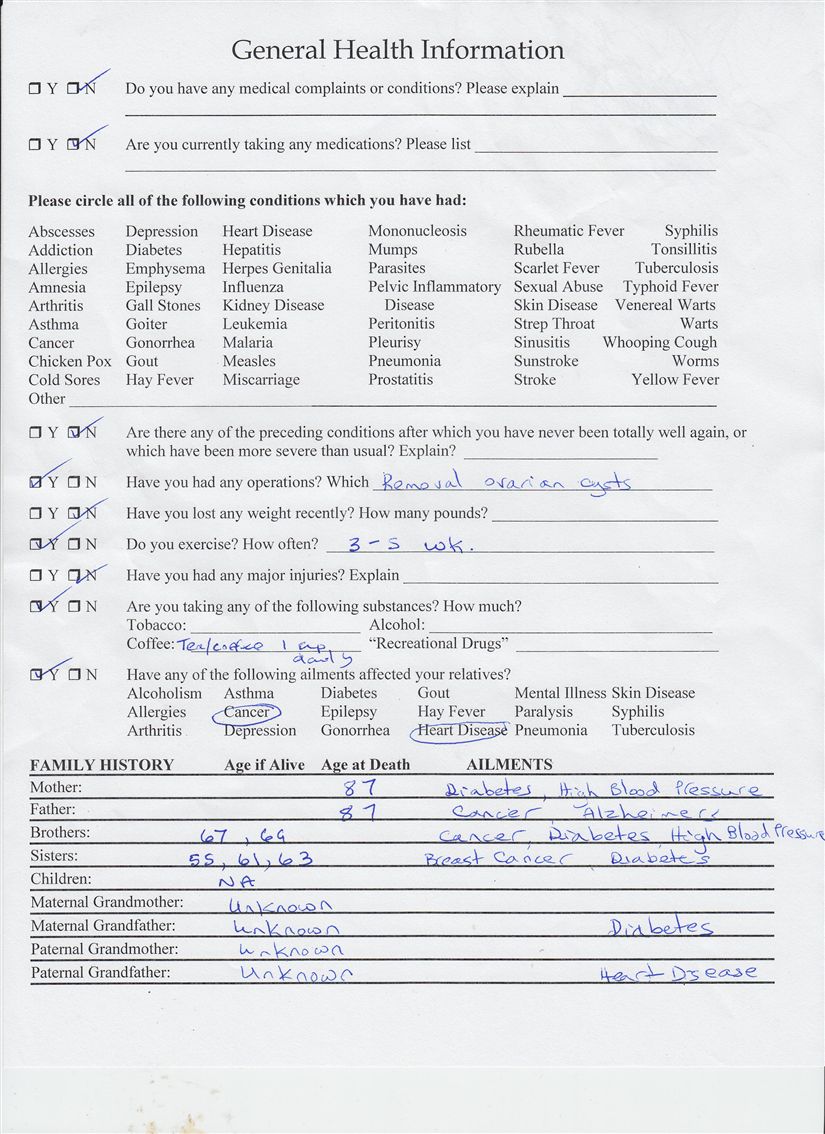 General Health Information
Y N Do you have any medical complaints or conditions? Please explain
Y N Are you currently taking any medications? Please list
Please circle all of the following conditions which you have had:
Abscesses Depression Heart Disease Mononucleosis Rheumatic Fever Syphilis
Addiction Diabetes Hepatitis Mumps Rubella Tonsillitis
Allergies Emphysema Herpes Genitalia Parasites Scarlet Fever Tuberculosis
Amnesia Epilepsy Influenza Pelvic Inflammatory Sexual Abuse Typhoid Fever
Arthritis Gall Stones Kidney Disease Disease Skin Disease Venereal Warts
Asthma Goiter Leukemia Peritonitis Strep Throat Warts
Cancer Gonorrhea Malaria Pleurisy Sinusitis Whooping Cough
Chicken Pox Gout Measles Pneumonia Sunstroke Worms
Cold Sores Hay Fever Miscarriage Prostatitis Stroke Yellow Fever
Other
Y N Are there any of the preceding conditions after which you have never been totally well again, or
which have been more severe than usual? Explain?
Y N Have you had any operations? Which Removal ovarian cysts
Y N Have you lost any weight recently? How many pounds?
Y N Do you exercise? How often? 3-5 wk.
Y N Have you had any major injuries? Explain
Y N Are you taking any of the following substances? How much?
Tobacco: Alcohol:
Coffee: Tea/coffee 1 cup "Recreational Drugs"
daily
Y N Have any of the following ailments affected your relatives?
Alcoholism Asthma Diabetes Gout Mental Illness Skin Disease
Allergies Cancer Epilepsy Hay Fever Paralysis Syphilis
Arthritis Depression Gonorrhea Heart Disease Pneumonia Tuberculosis
FAMILY HISTORY Age if Alive Age at Death AILMENTS
Mother: 87 Diabetes, High Blood Pressure
Father: 87 Cancer, Alzheimers
Brothers: 67, 69 Cancer, Diabetes, High Blood Pressure
Sisters: 55, 61, 63 Breast Cancer, Diabetes
Children: NA
Maternal Grandmother: Unknown
Maternal Grandfather: Unknown Diabetes
Paternal Grandmother: Unknown
Paternal Grandfather: Unknown Heart Disease